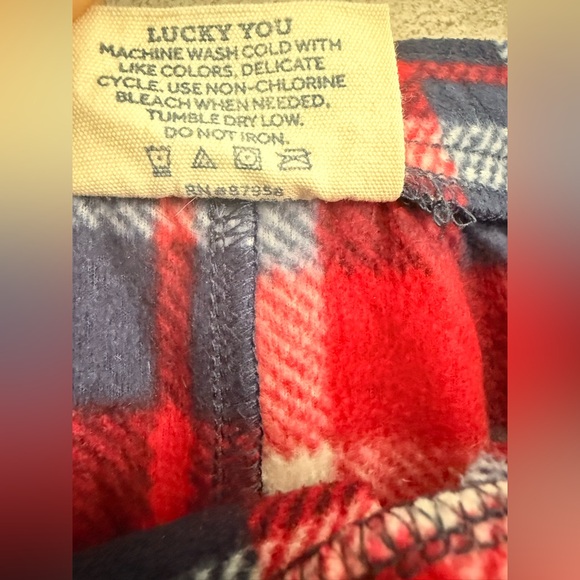 LUCKY YOU
MACHINE WASH COLD WITH
LIKE COLORS, DELICATE
CYCLE. USE NON-CHLORINE
BLEACH WHEN NEEDED.
TUMBLE DRY LOW.
DO NOT IRON.
RN #87956